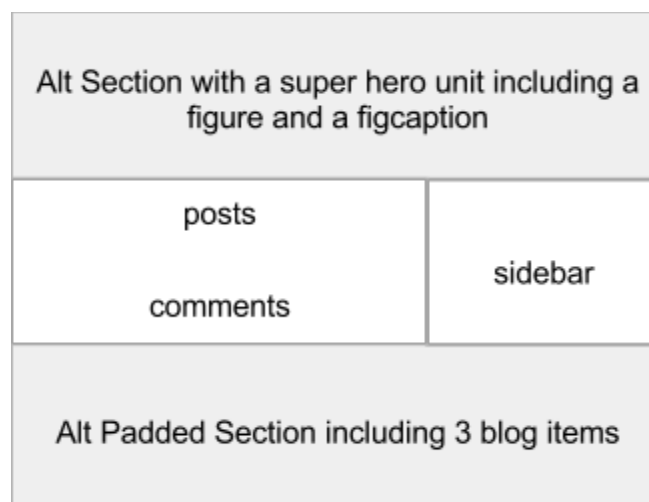 Alt Section with a super hero unit including a
figure and a figcaption
posts
comments
sidebar
Alt Padded Section including 3 blog items